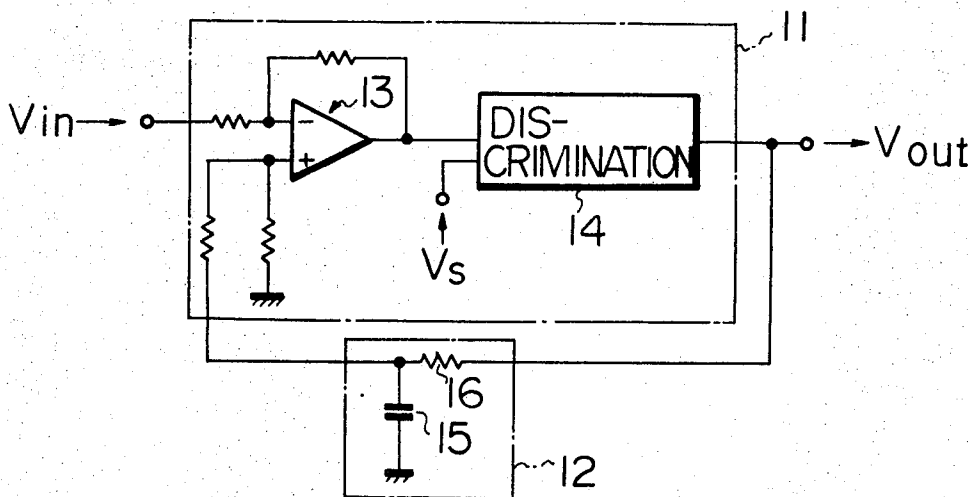 11
13
Vin
−
+
DIS-
CRIMINATION
Vout
14
Vs
16
15
12